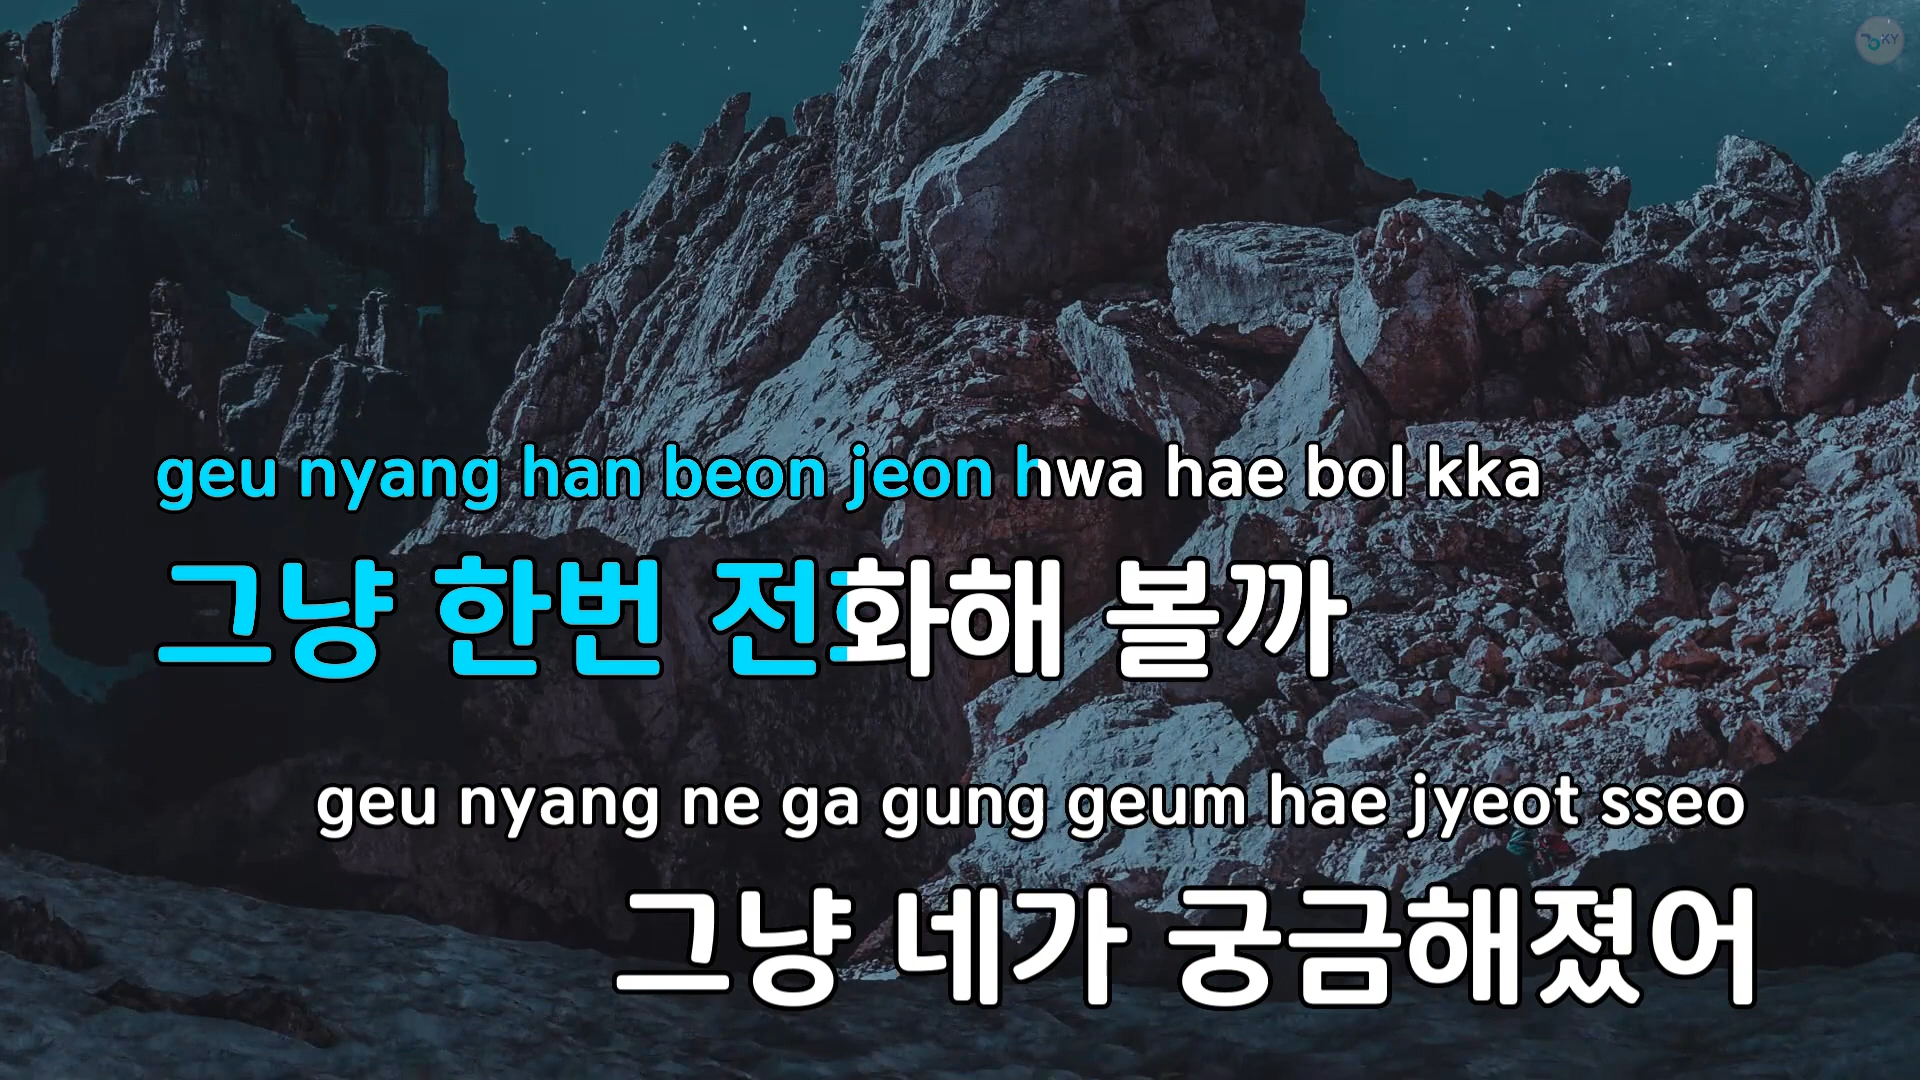 KY
geu nyang han beon jeon hwa hae bol kka
그냥 한번 전화해 볼까
geu nyang ne ga gung geum hae jyeot sseo
그냥 네가 궁금해졌어